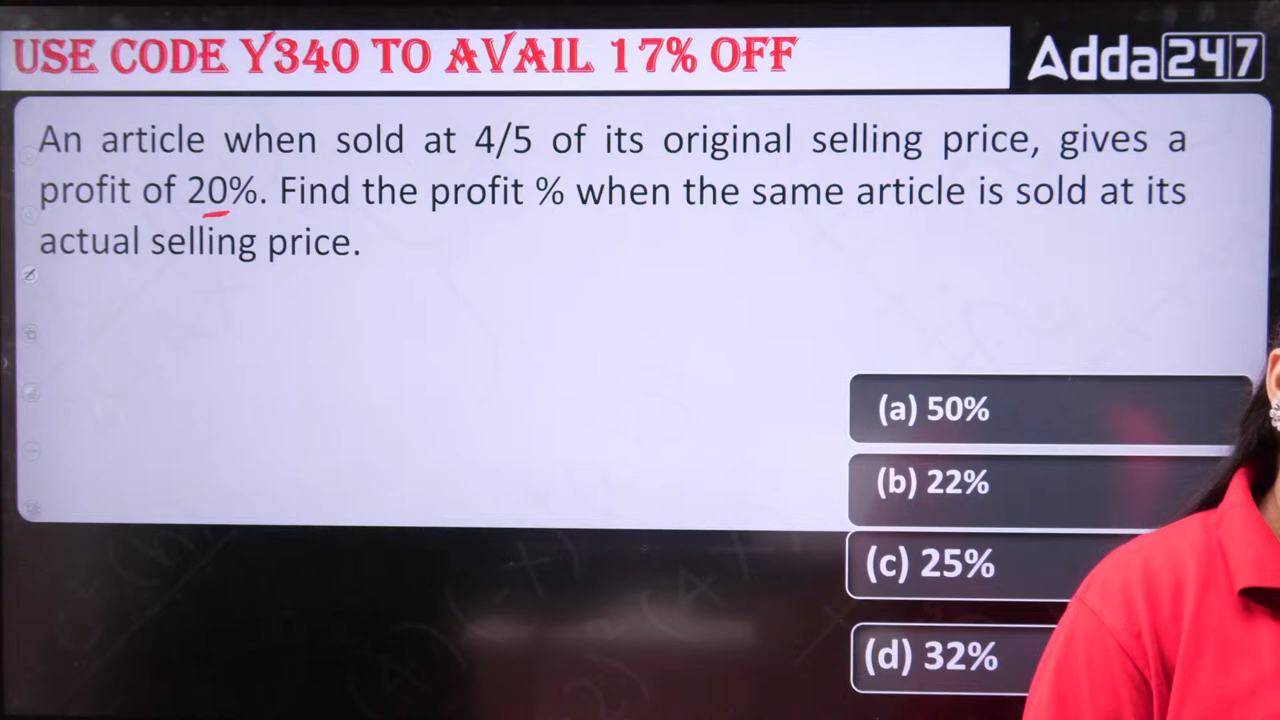 USE CODE Y340 TO AVAIL 17% OFF
Adda247
An article when sold at 4/5 of its original selling price, gives a
profit of 20%. Find the profit % when the same article is sold at its
actual selling price.
(a) 50%
(b) 22%
(c) 25%
(d) 32%